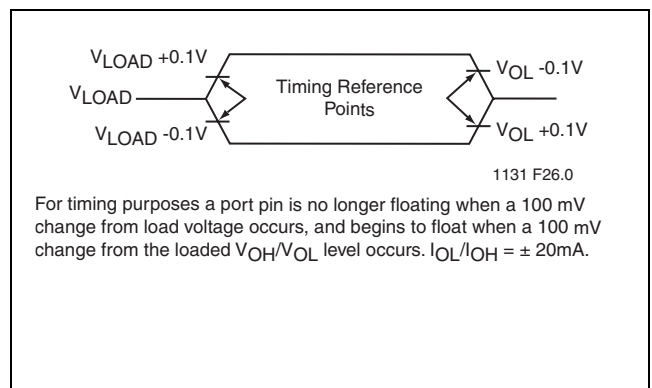 VLOAD +0.1V
VLOAD
VLOAD -0.1V
Timing Reference
Points
VOL -0.1V
VOL +0.1V
1131 F26.0
For timing purposes a port pin is no longer floating when a 100 mV
change from load voltage occurs, and begins to float when a 100 mV
change from the loaded VOH/VOL level occurs. IOL/IOH = ± 20mA.